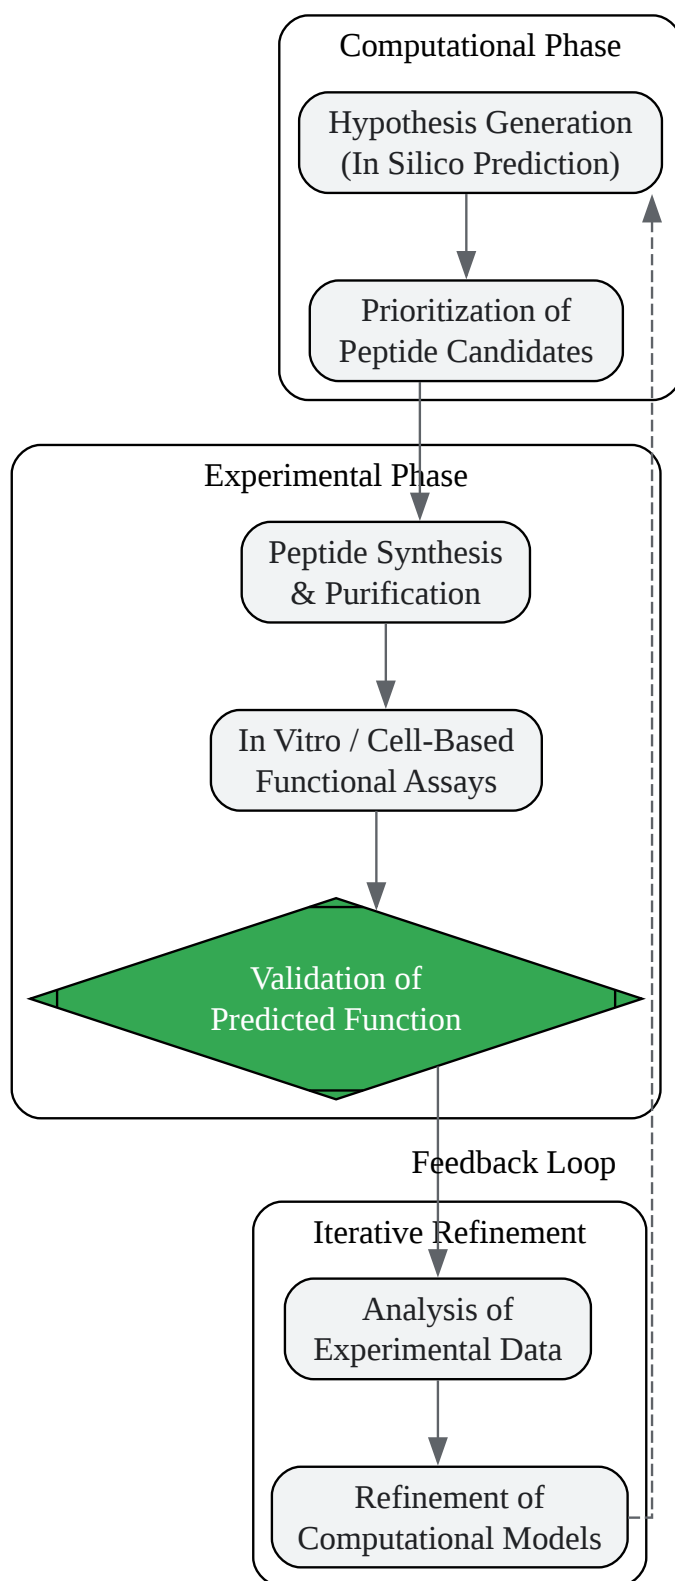 Computational Phase
Hypothesis Generation
(In Silico Prediction)
Prioritization of
Peptide Candidates
Experimental Phase
Peptide Synthesis
& Purification
In Vitro / Cell-Based
Functional Assays
Validation of
Predicted Function
Feedback Loop
Iterative Refinement
Analysis of
Experimental Data
Refinement of
Computational Models